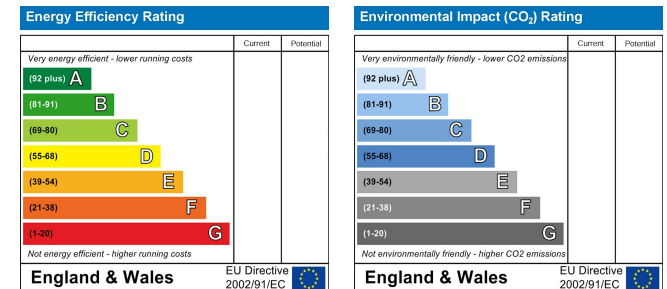 Energy Efficiency Rating
Current Potential
Very energy efficient - lower running costs
(92 plus) A
(81-91) B
(69-80) C
(55-68) D
(39-54) E
(21-38) F
(1-20) G
Not energy efficient - higher running costs
England & Wales
EU Directive
2002/91/EC
Environmental Impact (CO₂) Rating
Current Potential
Very environmentally friendly - lower CO2 emissions
(92 plus) A
(81-91) B
(69-80) C
(55-68) D
(39-54) E
(21-38) F
(1-20) G
Not environmentally friendly - higher CO2 emissions
England & Wales
EU Directive
2002/91/EC